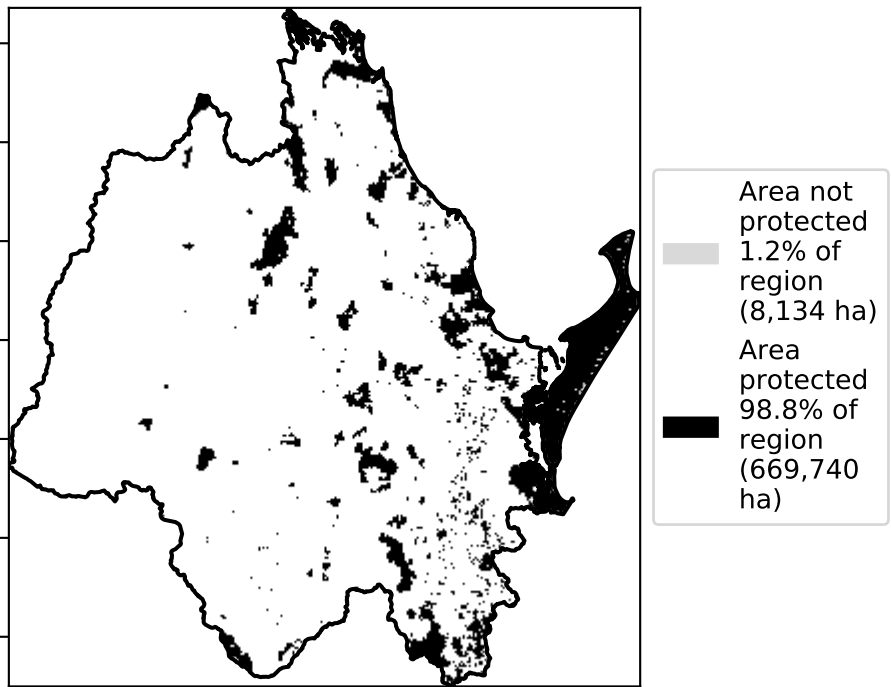 Area not
protected
1.2% of
region
(8,134 ha)
Area
protected
98.8% of
region
(669,740
ha)